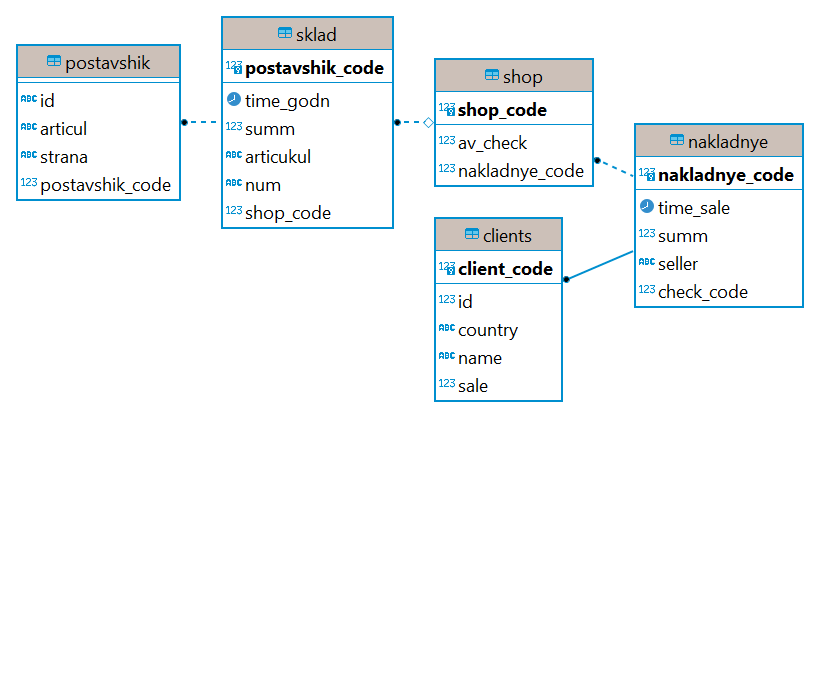 postavshik
ABC id
ABC articul
ABC strana
123 postavshik_code
sklad
123 postavshik_code
time_godn
123 summ
ABC articukul
ABC num
123 shop_code
shop
123 shop_code
123 av_check
123 nakladnye_code
clients
123 client_code
123 id
ABC country
ABC name
123 sale
nakladnye
123 nakladnye_code
time_sale
123 summ
ABC seller
123 check_code